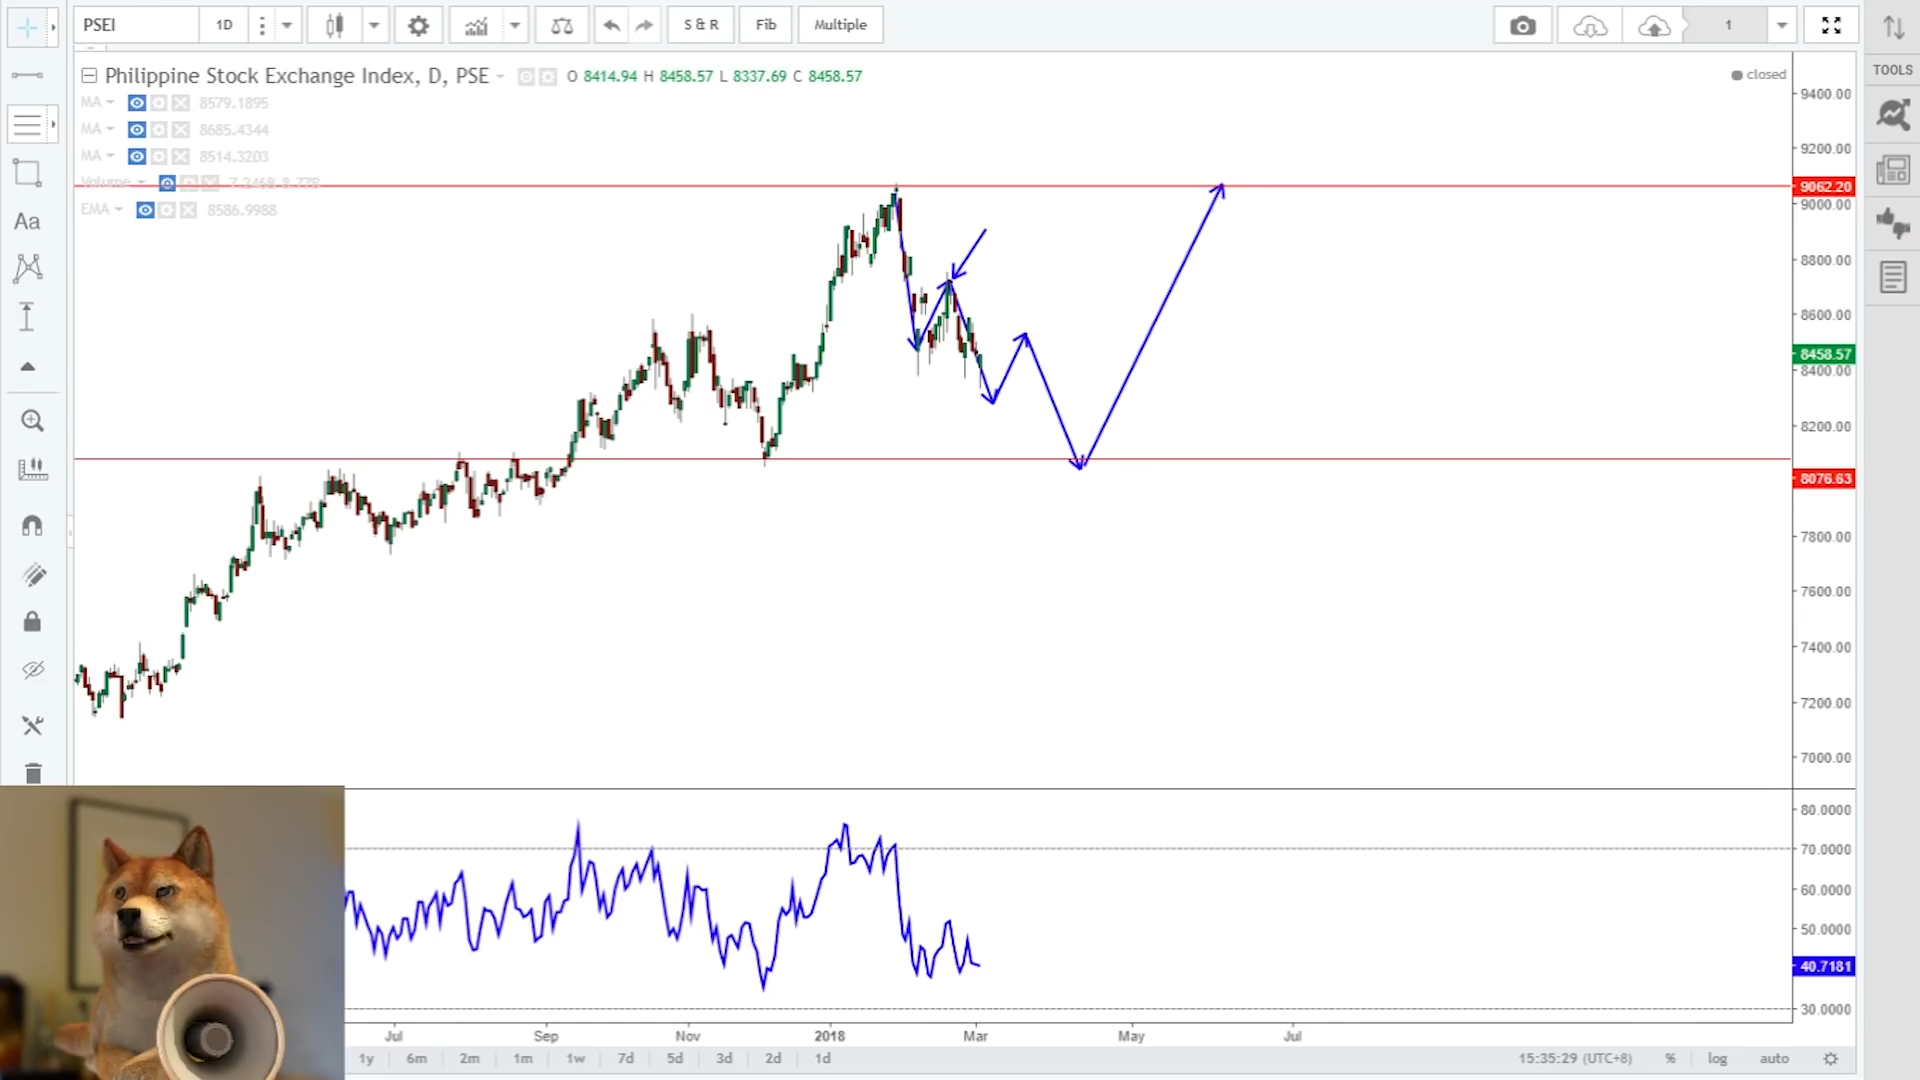 PSEI 1D S & R Fib Multiple 1
Philippine Stock Exchange Index, D, PSE O 8414.94 H 8458.57 L 8337.69 C 8458.57
closed
TOOLS
MA 8579.1895
MA 8685.4344
MA 8514.3203
Volume
EMA 8586.9988
Aa
9400.00
9200.00
9062.20
9000.00
8800.00
8600.00
8458.57
8400.00
8200.00
8076.63
7800.00
7600.00
7400.00
7200.00
7000.00
80.0000
70.0000
60.0000
50.0000
40.7181
30.0000
Jul Sep Nov 2018 Mar May Jul
1y 6m 2m 1m 1w 7d 5d 3d 2d 1d 15:35:29 (UTC+8) % log auto